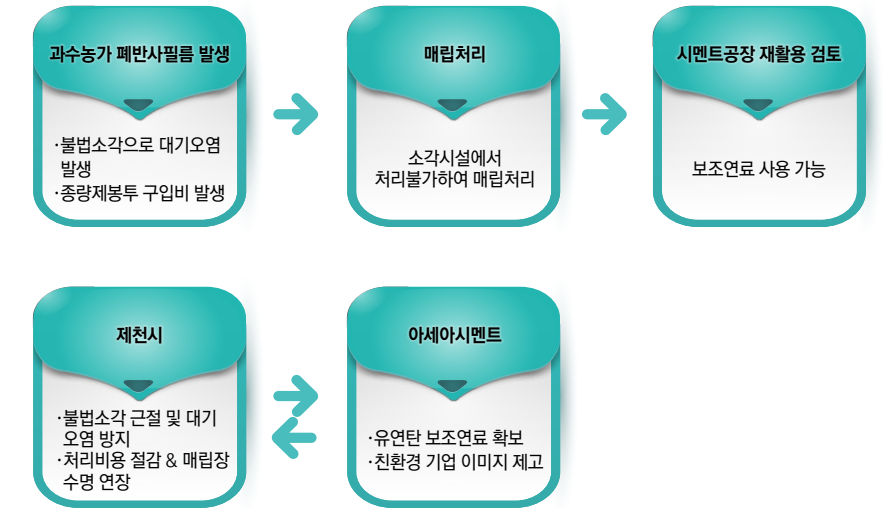 과수농가 폐반사필름 발생
·불법소각으로 대기오염
발생
·종량제봉투 구입비 발생
매립처리
소각시설에서
처리불가하여 매립처리
시멘트공장 재활용 검토
보조연료 사용 가능
제천시
·불법소각 근절 및 대기
오염 방지
·처리비용 절감 & 매립장
수명 연장
아세아시멘트
·유연탄 보조연료 확보
·친환경 기업 이미지 제고